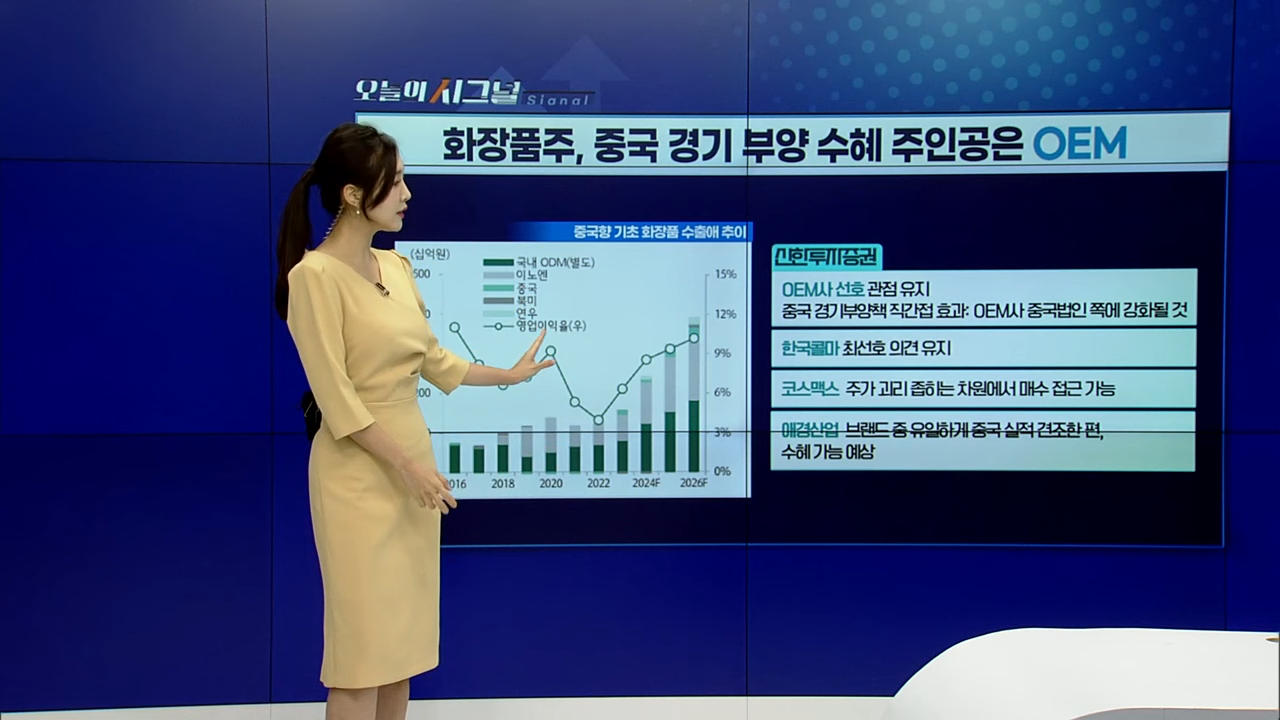 오늘의 시그널
Signal
화장품주, 중국 경기 부양 수혜 주인공은 OEM
중국향 기초 화장품 수출애 추이
(십억원)
국내 ODM(별도)
이노엔
중국
북미
연우
영업이익율(우)
500
200
15%
12%
9%
6%
3%
0%
2018
2020
2022
2024F
2026F
신한투자증권
OEM사 선호 관점 유지
중국 경기부양책 직간접 효과: OEM사 중국법인 쪽에 강화될 것
한국콜마 최선호 의견 유지
코스맥스 주가 괴리 좁히는 차원에서 매수 접근 가능
애경산업 브랜드 중 유일하게 중국 실적 견조한 편,
수혜 가능 예상